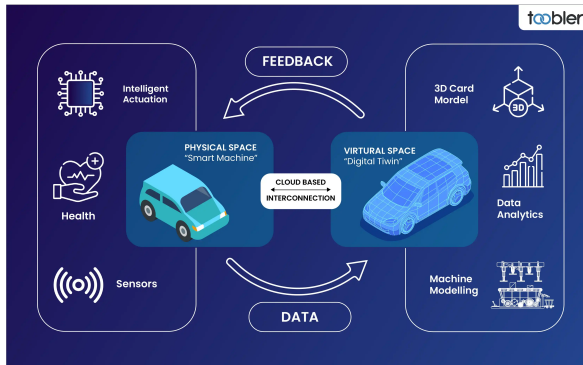 toobler
FEEDBACK
Intelligent
Actuation
3D Card
Mordel
3D
PHYSICAL SPACE
"Smart Machine"
VIRTURAL SPACE
"Digital Tiwin"
CLOUD BASED
INTERCONNECTION
Health
Data
Analytics
Sensors
Machine
Modelling
DATA